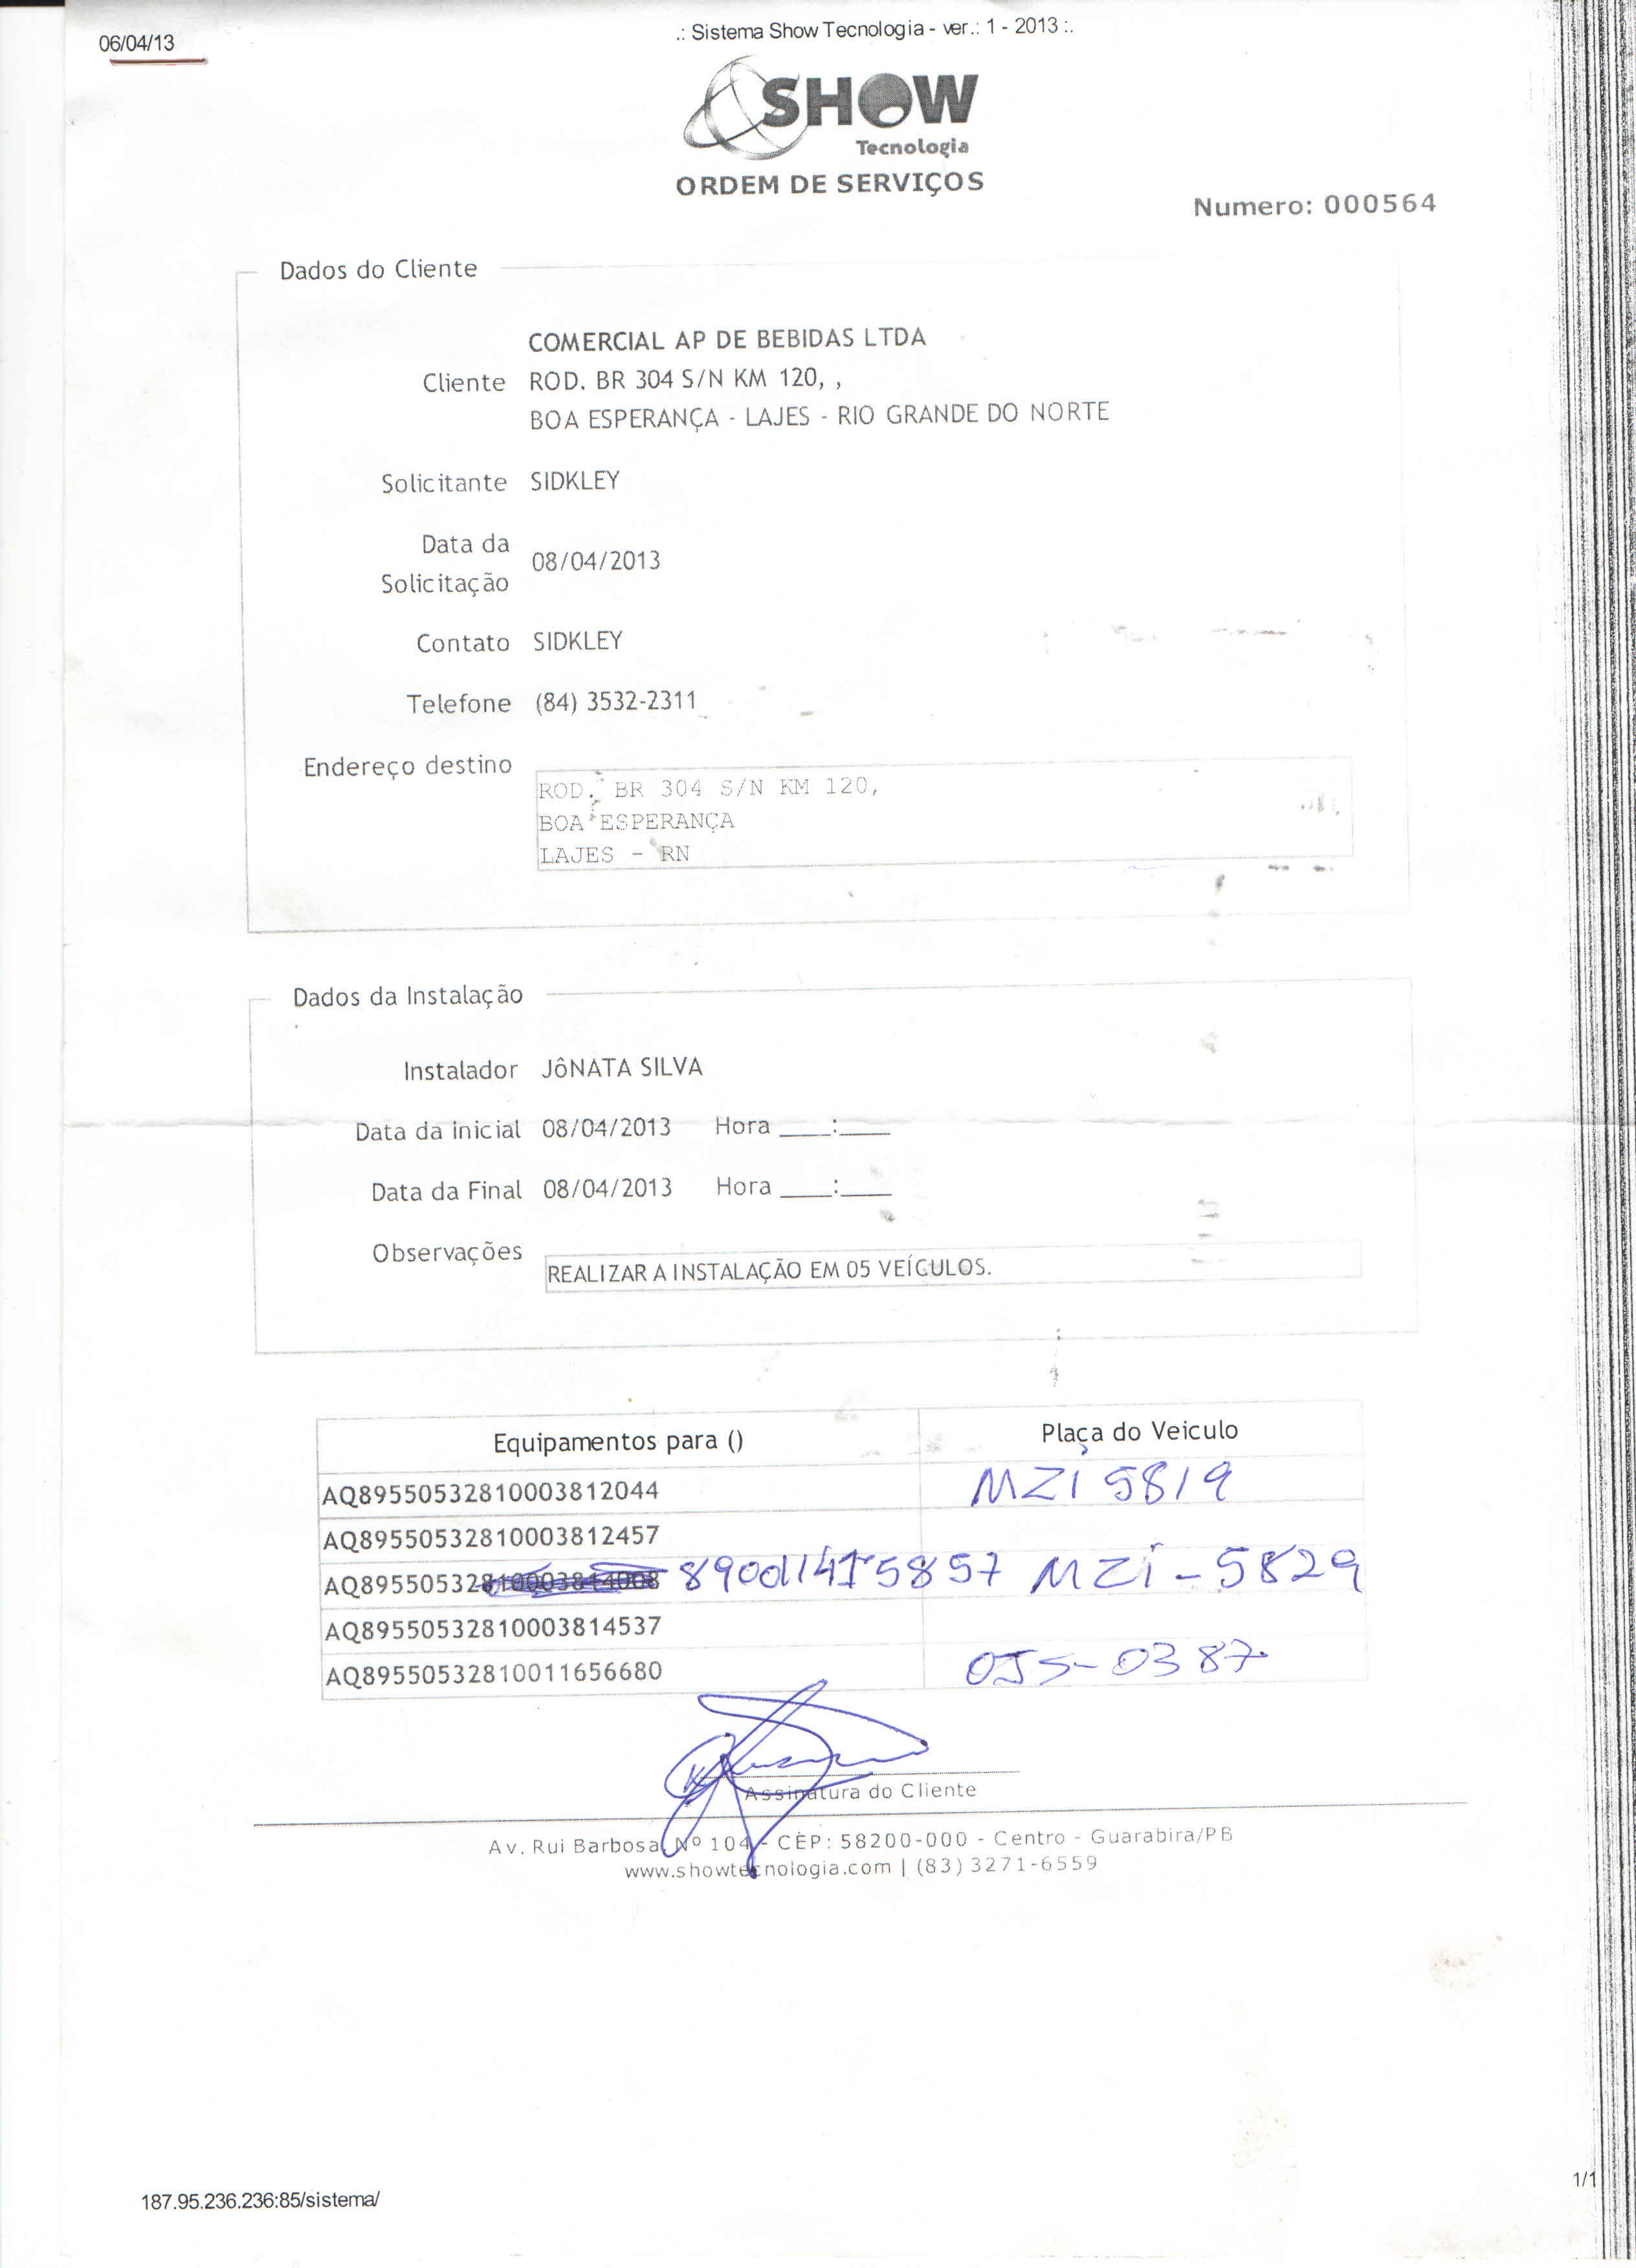 06/04/13
.: Sistema Show Tecnologia - ver.: 1 - 2013 :.
SHOW
Tecnologia
ORDEM DE SERVIÇOS
Numero: 000564
Dados do Cliente
COMERCIAL AP DE BEBIDAS LTDA
Cliente ROD. BR 304 S/N KM 120, ,
BOA ESPERANÇA - LAJES - RIO GRANDE DO NORTE
Solicitante SIDKLEY
Data da
Solicitação 08/04/2013
Contato SIDKLEY
Telefone (84) 3532-2311
Endereço destino
ROD. BR 304 S/N KM 120,
BOA ESPERANÇA
LAJES - RN
Dados da Instalação
Instalador JÔNATA SILVA
Data da inicial 08/04/2013 Hora ____:____
Data da Final 08/04/2013 Hora ____:____
Observações
REALIZAR A INSTALAÇÃO EM 05 VEÍCULOS.
Equipamentos para () Placa do Veiculo
AQ89550532810003812044 MZI 5819
AQ89550532810003812457
AQ89550532810003814008 MZi - 5829
AQ89550532810003814537
AQ89550532810011656680 OJS-0387
Assinatura do Cliente
Av. Rui Barbosa, Nº 104 - CEP: 58200-000 - Centro - Guarabira/PB
www.showtecnologia.com | (83) 3271-6559
187.95.236.236:85/sistema/
1/1